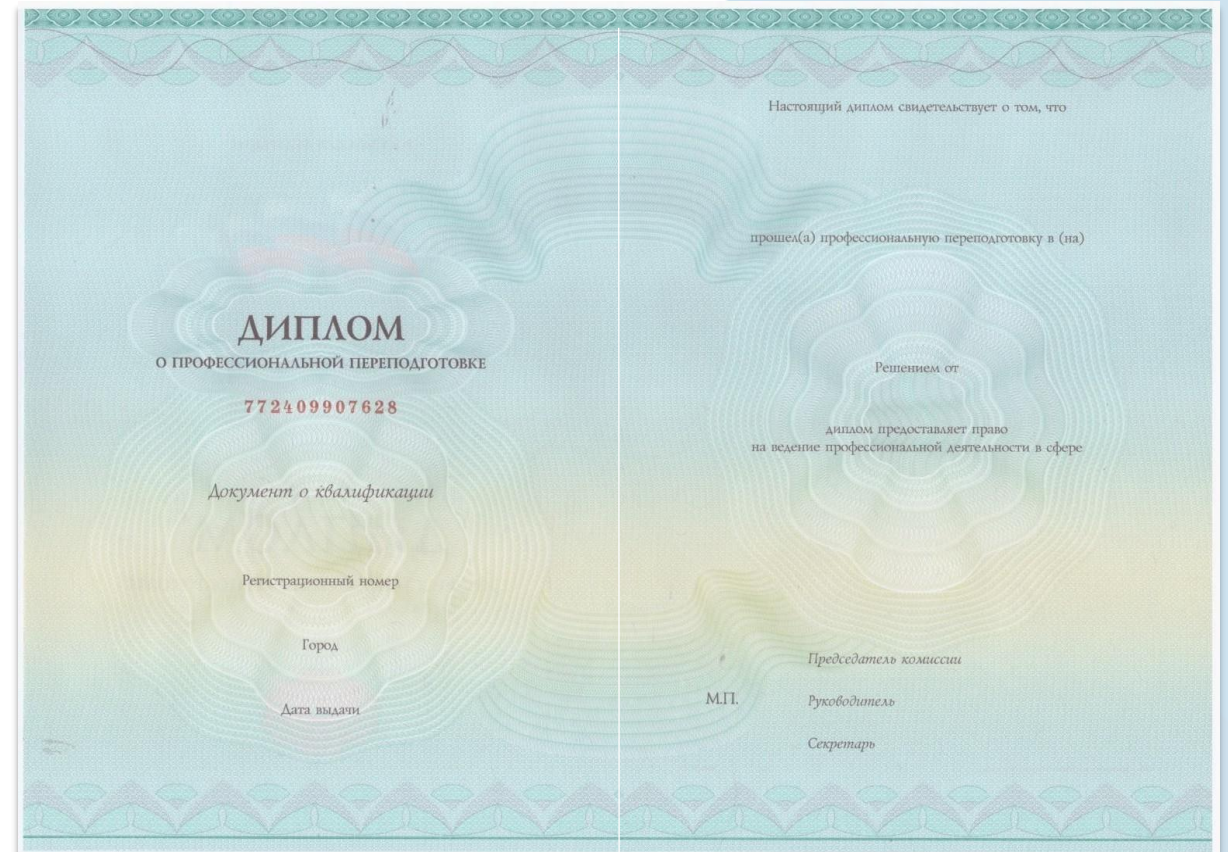 ДИПЛОМ
О ПРОФЕССИОНАЛЬНОЙ ПЕРЕПОДГОТОВКЕ
772409907628
Документ о квалификации
Регистрационный номер
Город
Дата выдачи
Настоящий диплом свидетельствует о том, что
прошел(а) профессиональную переподготовку в (на)
Решением от
диплом предоставляет право
на ведение профессиональной деятельности в сфере
Председатель комиссии
М.П.
Руководитель
Секретарь